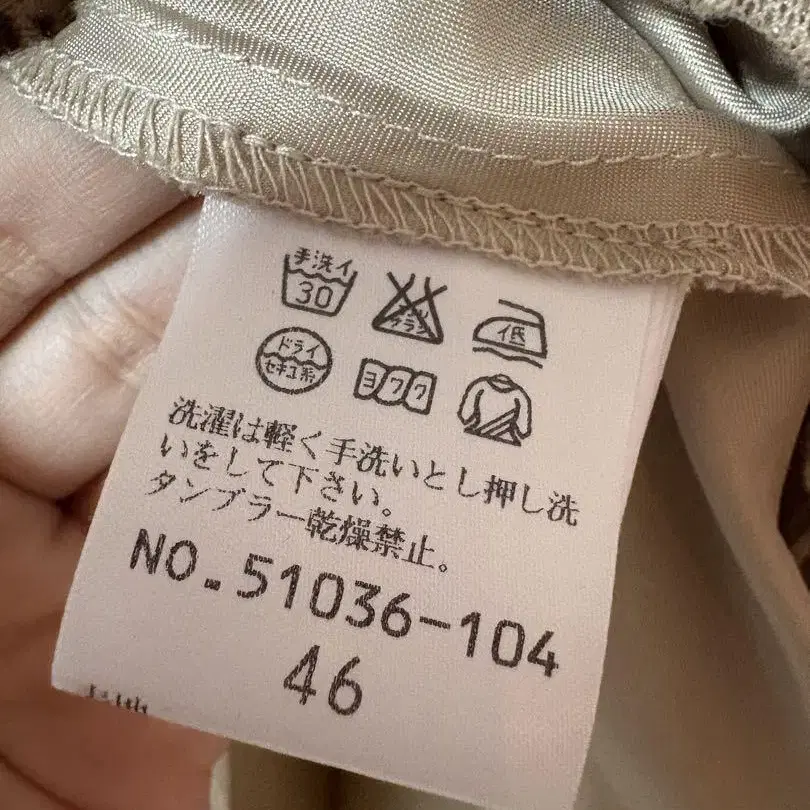 手洗イ
30
低
ドライ
セキユ系
ヨワク
洗濯は軽く手洗いとし押し洗
いをして下さい。
タンブラー乾燥禁止。
NO.51036-104
46